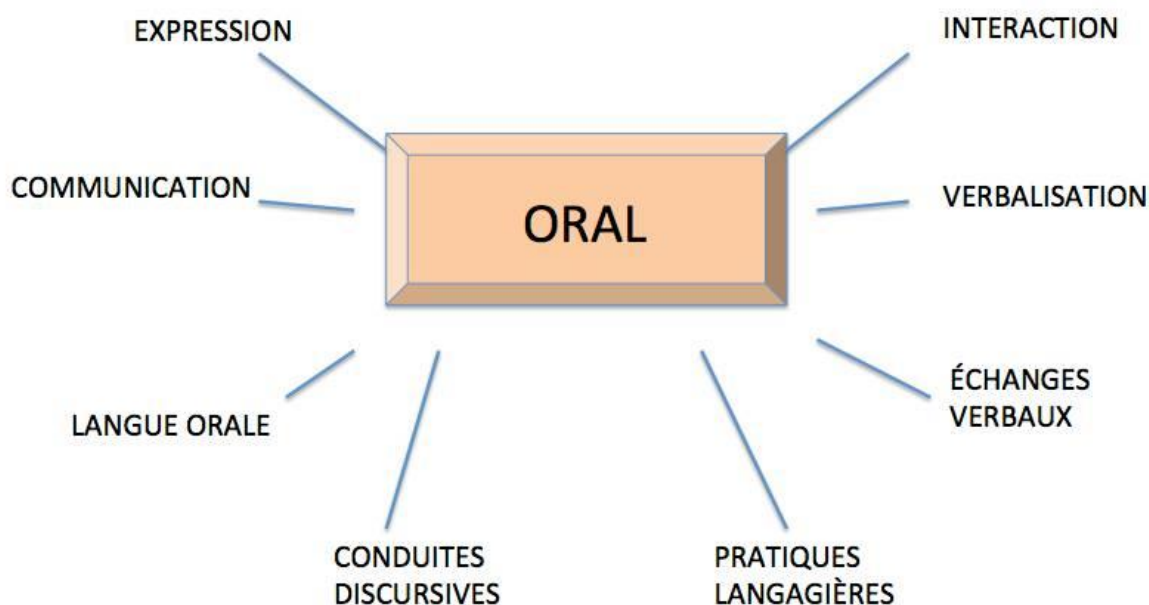 EXPRESSION
INTERACTION
COMMUNICATION
VERBALISATION
ORAL
LANGUE ORALE
ÉCHANGES
VERBAUX
CONDUITES
DISCURSIVES
PRATIQUES
LANGAGIÈRES